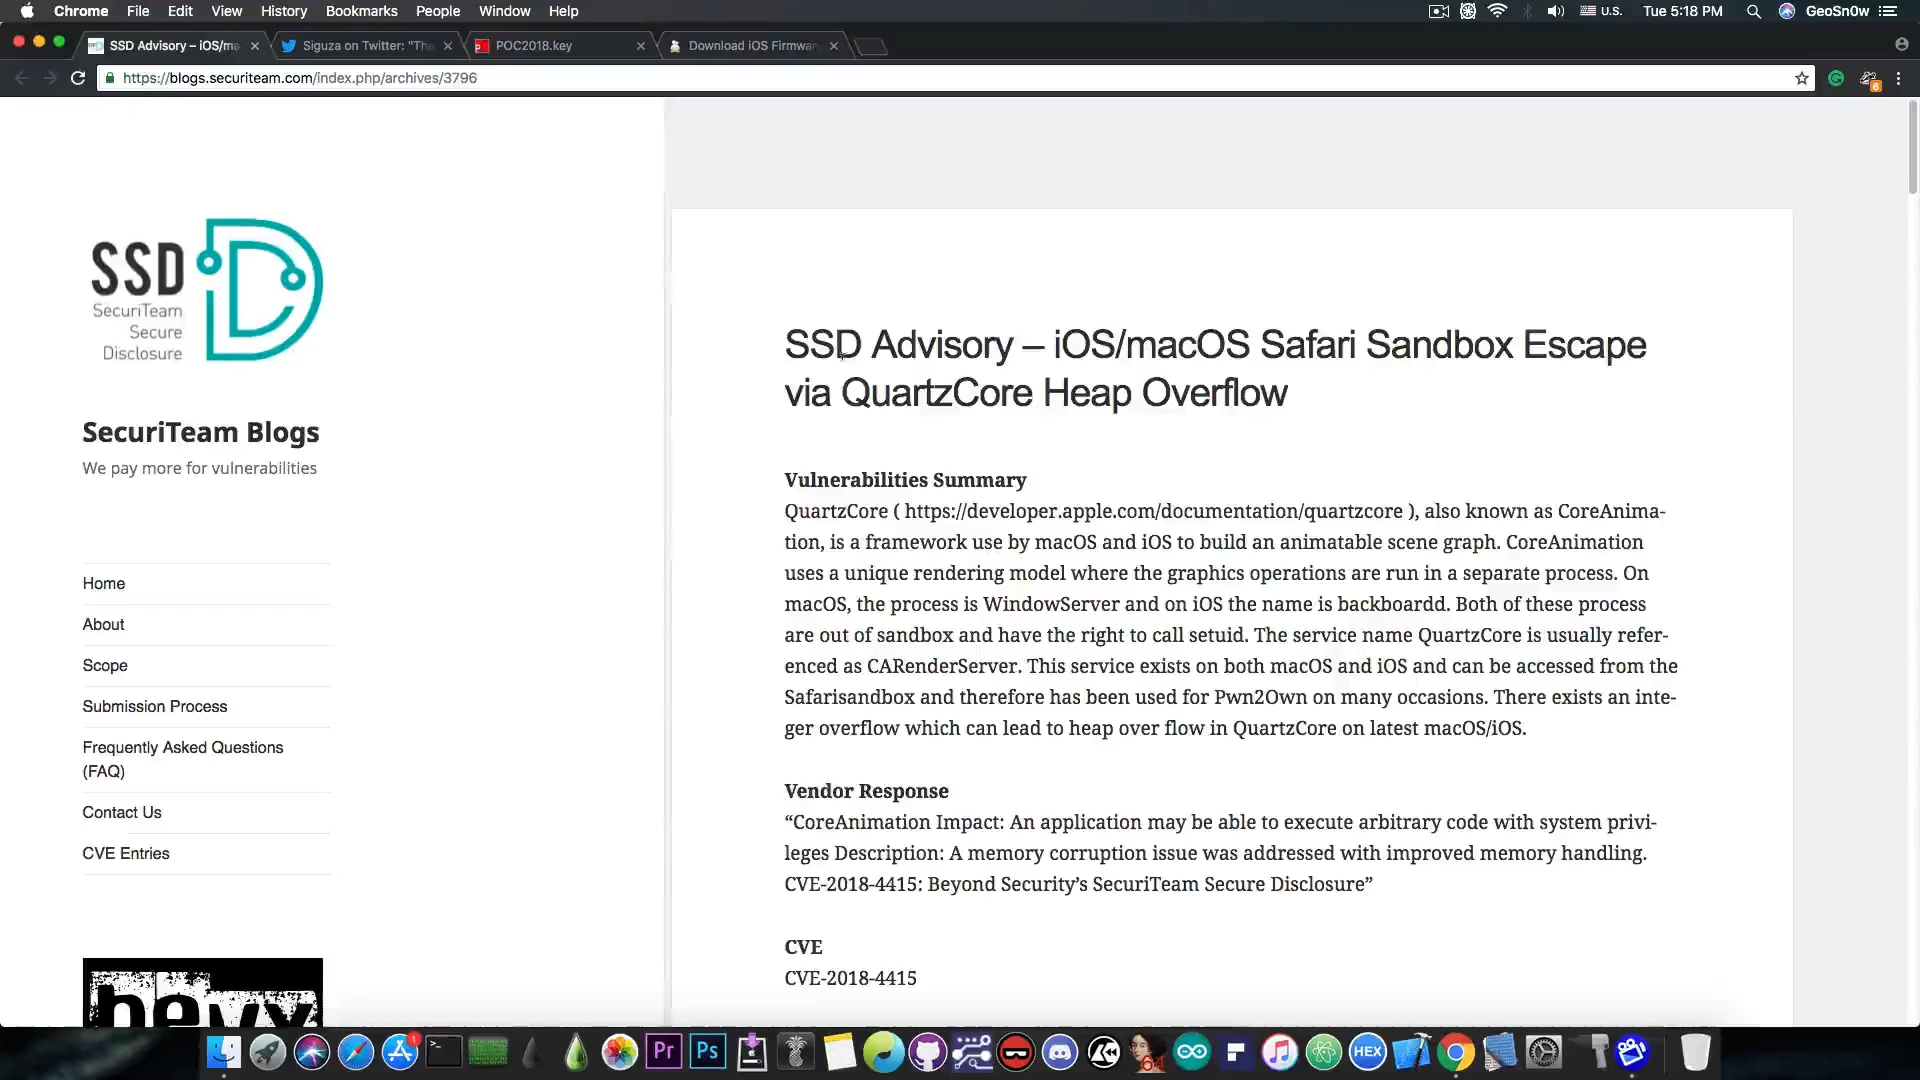 Chrome File Edit View History Bookmarks People Window Help
U.S. Tue 5:18 PM GeoSn0w
SSD Advisory – iOS/ma
Siguza on Twitter: "The
POC2018.key
Download iOS Firmwar
https://blogs.securiteam.com/index.php/archives/3796
6
SSD
SecuriTeam
Secure
Disclosure
SecuriTeam Blogs
We pay more for vulnerabilities
Home
About
Scope
Submission Process
Frequently Asked Questions
(FAQ)
Contact Us
CVE Entries
SSD Advisory – iOS/macOS Safari Sandbox Escape
via QuartzCore Heap Overflow
Vulnerabilities Summary
QuartzCore ( https://developer.apple.com/documentation/quartzcore ), also known as CoreAnima-
tion, is a framework use by macOS and iOS to build an animatable scene graph. CoreAnimation
uses a unique rendering model where the graphics operations are run in a separate process. On
macOS, the process is WindowServer and on iOS the name is backboardd. Both of these process
are out of sandbox and have the right to call setuid. The service name QuartzCore is usually refer-
enced as CARenderServer. This service exists on both macOS and iOS and can be accessed from the
Safarisandbox and therefore has been used for Pwn2Own on many occasions. There exists an inte-
ger overflow which can lead to heap over flow in QuartzCore on latest macOS/iOS.
Vendor Response
“CoreAnimation Impact: An application may be able to execute arbitrary code with system privi-
leges Description: A memory corruption issue was addressed with improved memory handling.
CVE-2018-4415: Beyond Security’s SecuriTeam Secure Disclosure”
CVE
CVE-2018-4415
hevx
1
Pr
Ps
64
HEX